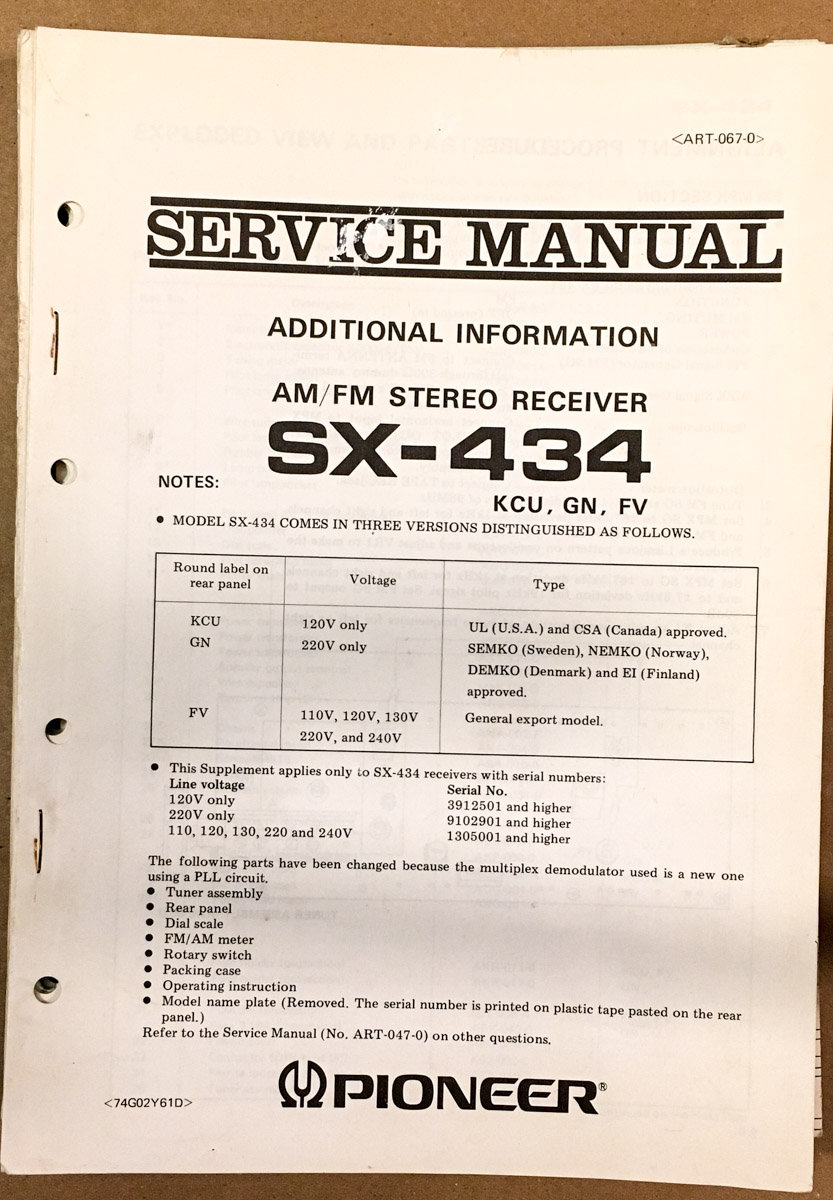 <ART-067-0>
SERVICE MANUAL
ADDITIONAL INFORMATION
AM/FM STEREO RECEIVER
SX-434
NOTES:
KCU, GN, FV
• MODEL SX-434 COMES IN THREE VERSIONS DISTINGUISHED AS FOLLOWS.
Round label on rear panel Voltage Type
KCU 120V only UL (U.S.A.) and CSA (Canada) approved.
GN 220V only SEMKO (Sweden), NEMKO (Norway),
DEMKO (Denmark) and EI (Finland)
approved.
FV 110V, 120V, 130V General export model.
220V, and 240V
• This Supplement applies only to SX-434 receivers with serial numbers:
Line voltage Serial No.
120V only 3912501 and higher
220V only 9102901 and higher
110, 120, 130, 220 and 240V 1305001 and higher
The following parts have been changed because the multiplex demodulator used is a new one
using a PLL circuit.
• Tuner assembly
• Rear panel
• Dial scale
• FM/AM meter
• Rotary switch
• Packing case
• Operating instruction
• Model name plate (Removed. The serial number is printed on plastic tape pasted on the rear
panel.)
Refer to the Service Manual (No. ART-047-0) on other questions.
<74G02Y61D>
PIONEER®